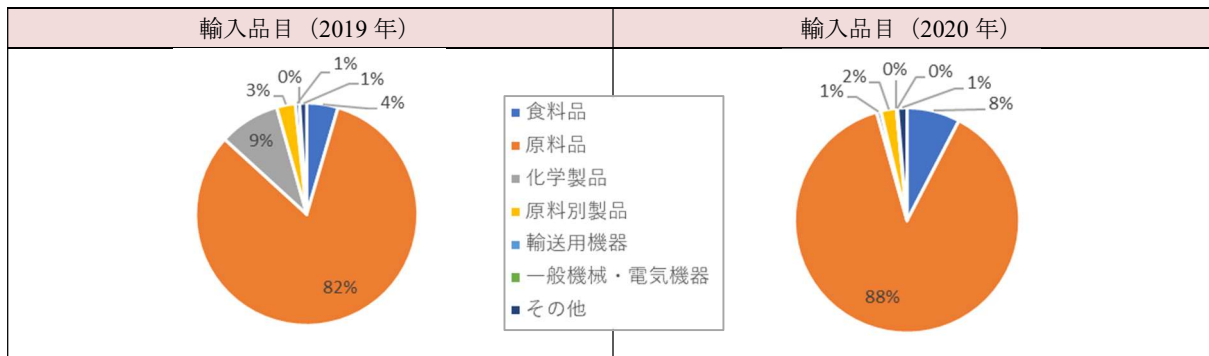 輸入品目（2019 年）
輸入品目（2020 年）
0%
1%
1%
3%
4%
9%
82%
食料品
原料品
化学製品
原料別製品
輸送用機器
一般機械・電気機器
その他
0%
0%
2%
1%
1%
8%
88%